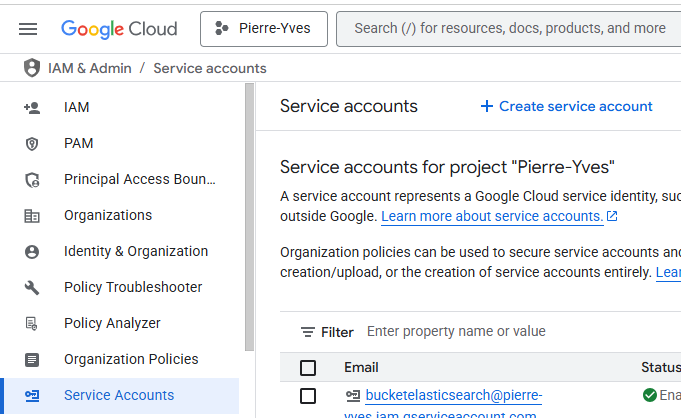 Google Cloud
Pierre-Yves
Search (/) for resources, docs, products, and more
IAM & Admin / Service accounts
IAM
PAM
Principal Access Boun...
Organizations
Identity & Organization
Policy Troubleshooter
Policy Analyzer
Organization Policies
Service Accounts
Service accounts
+ Create service account
Service accounts for project "Pierre-Yves"
A service account represents a Google Cloud service identity, suc
outside Google. Learn more about service accounts.
Organization policies can be used to secure service accounts and
creation/upload, or the creation of service accounts entirely. Lear
Filter Enter property name or value
Email Status
bucketelasticsearch@pierre- Ena
yves.iam.gserviceaccount.com